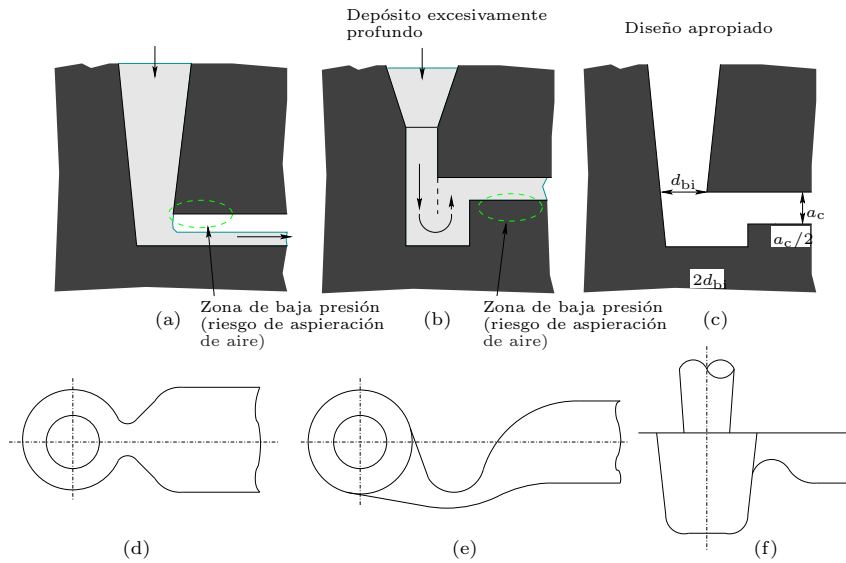 Depósito excesivamente
profundo
Diseño apropiado
d_bi
a_c
a_c/2
2d_bi
Zona de baja presión
(riesgo de aspieración
de aire)
Zona de baja presión
(riesgo de aspieración
de aire)
(a)
(b)
(c)
(d)
(e)
(f)